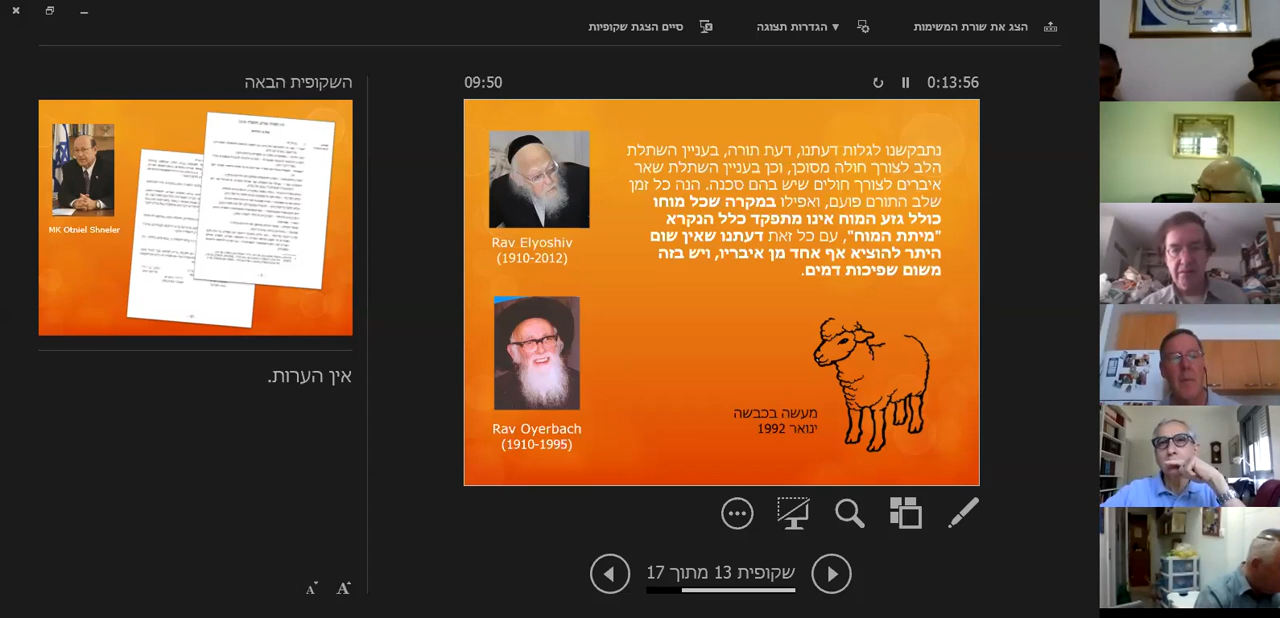 הצג את שורת המשימות
הגדרות תצוגה ▼
סיים הצגת שקופיות
השקופית הבאה
MK Otniel Shneler
אין הערות.
09:50
0:13:56
נתבקשנו לגלות דעתנו, דעת תורה, בעניין השתלת
הלב לצורך חולה מסוכן, וכן בעניין השתלת שאר
איברים לצורך חולים שיש בהם סכנה. הנה כל זמן
שלב התורם פועם, ואפילו במקרה שכל מוחו
כולל גזע המוח אינו מתפקד כלל הנקרא
"מיתת המוח", עם כל זאת דעתנו שאין שום
היתר להוציא אף אחד מן איבריו, ויש בזה
משום שפיכות דמים.
Rav Elyoshiv
(1910-2012)
Rav Oyerbach
(1910-1995)
מעשה בכבשה
ינואר 1992
שקופית 13 מתוך 17
A A